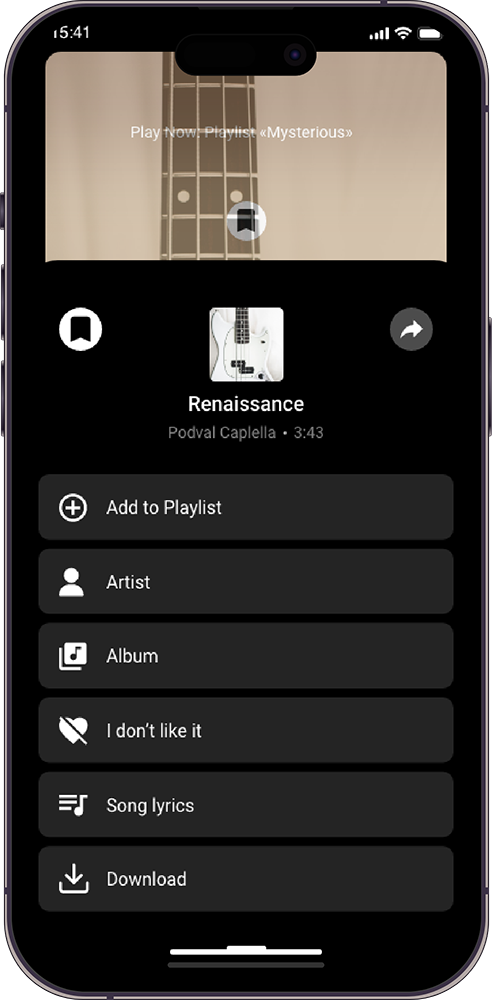 15:41
Play Now: Playlist «Mysterious»
Renaissance
Podval Caplella • 3:43
Add to Playlist
Artist
Album
I don’t like it
Song lyrics
Download